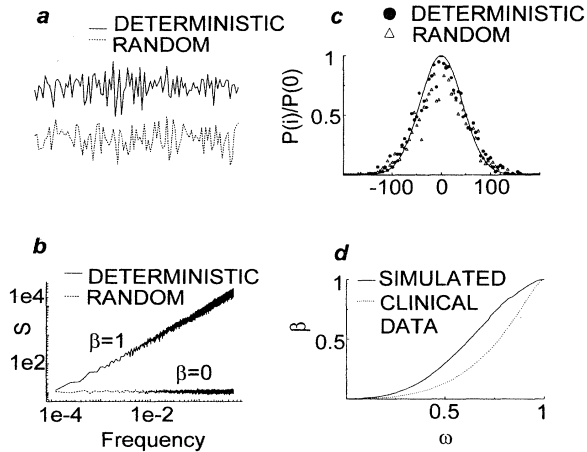 a
DETERMINISTIC
RANDOM
c
DETERMINISTIC
RANDOM
P(i)/P(0)
1
0.5
-100 0 100
b
DETERMINISTIC
RANDOM
S
1e4
1e2
β=1
β=0
1e-4 1e-2
Frequency
d
SIMULATED
CLINICAL
DATA
β
1
0.5
0.5 1
ω